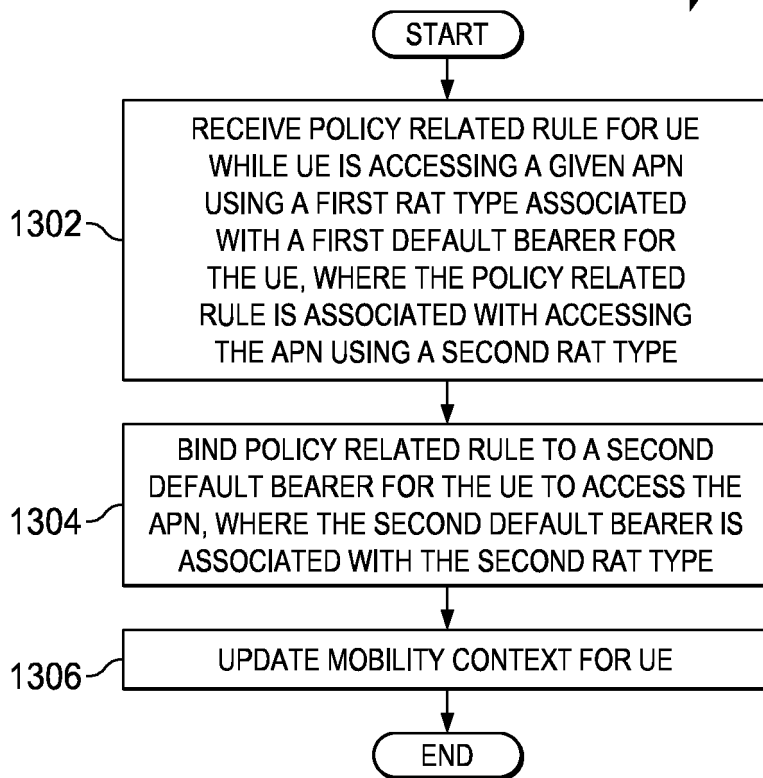 START
RECEIVE POLICY RELATED RULE FOR UE
WHILE UE IS ACCESSING A GIVEN APN
USING A FIRST RAT TYPE ASSOCIATED
WITH A FIRST DEFAULT BEARER FOR
THE UE, WHERE THE POLICY RELATED
RULE IS ASSOCIATED WITH ACCESSING
THE APN USING A SECOND RAT TYPE
1302
BIND POLICY RELATED RULE TO A SECOND
DEFAULT BEARER FOR THE UE TO ACCESS THE
APN, WHERE THE SECOND DEFAULT BEARER IS
ASSOCIATED WITH THE SECOND RAT TYPE
1304
UPDATE MOBILITY CONTEXT FOR UE
1306
END